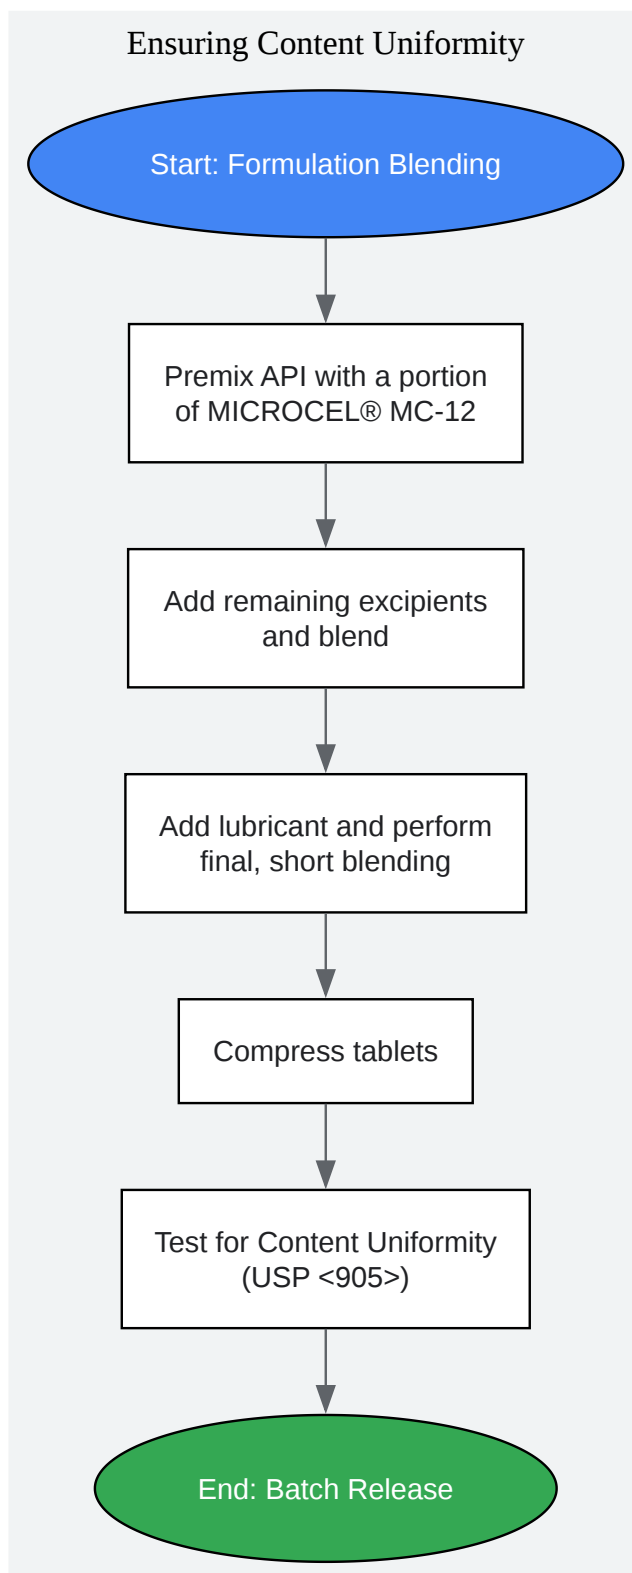 Ensuring Content Uniformity
Start: Formulation Blending
Premix API with a portion
of MICROCEL® MC-12
Add remaining excipients
and blend
Add lubricant and perform
final, short blending
Compress tablets
Test for Content Uniformity
(USP <905>)
End: Batch Release